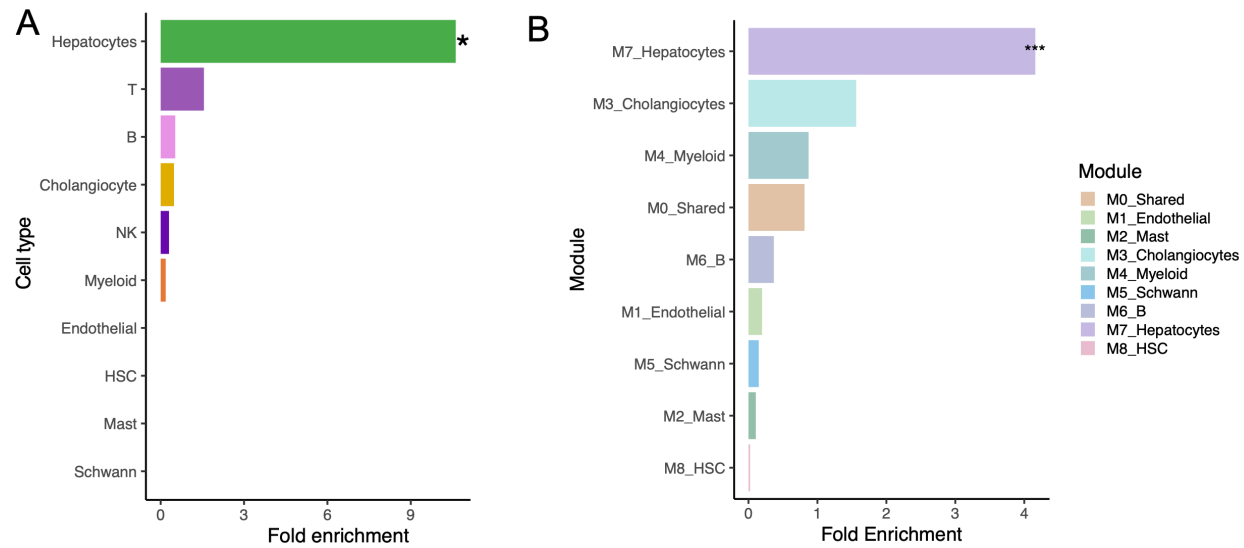 A
Hepatocytes
*
T
B
Cholangiocyte
NK
Myeloid
Endothelial
HSC
Mast
Schwann
Cell type
0 3 6 9
Fold enrichment
B
M7_Hepatocytes
***
M3_Cholangiocytes
M4_Myeloid
M0_Shared
M6_B
M1_Endothelial
M5_Schwann
M2_Mast
M8_HSC
Module
0 1 2 3 4
Fold Enrichment
Module
M0_Shared
M1_Endothelial
M2_Mast
M3_Cholangiocytes
M4_Myeloid
M5_Schwann
M6_B
M7_Hepatocytes
M8_HSC